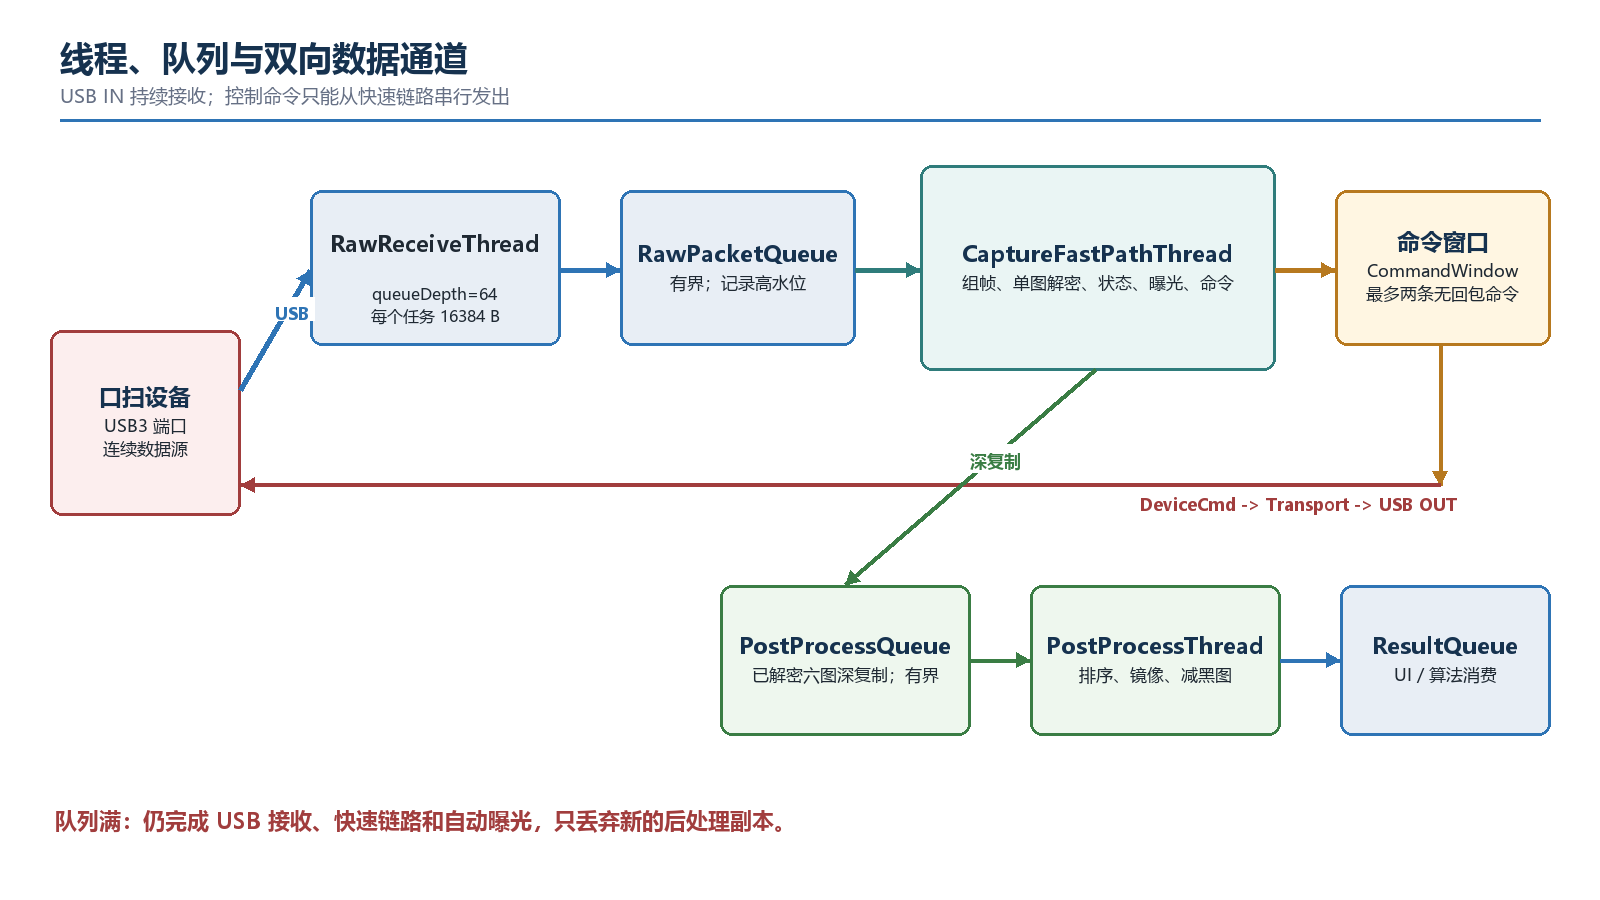 线程、队列与双向数据通道
USB IN 持续接收；控制命令只能从快速链路串行发出
RawReceiveThread
queueDepth=64
每个任务 16384 B
RawPacketQueue
有界；记录高水位
CaptureFastPathThread
组帧、单图解密、状态、曝光、命令
命令窗口
CommandWindow
最多两条无回包命令
USB
口扫设备
USB3 端口
连续数据源
深复制
DeviceCmd -> Transport -> USB OUT
PostProcessQueue
已解密六图深复制；有界
PostProcessThread
排序、镜像、减黑图
ResultQueue
UI / 算法消费
队列满：仍完成 USB 接收、快速链路和自动曝光，只丢弃新的后处理副本。